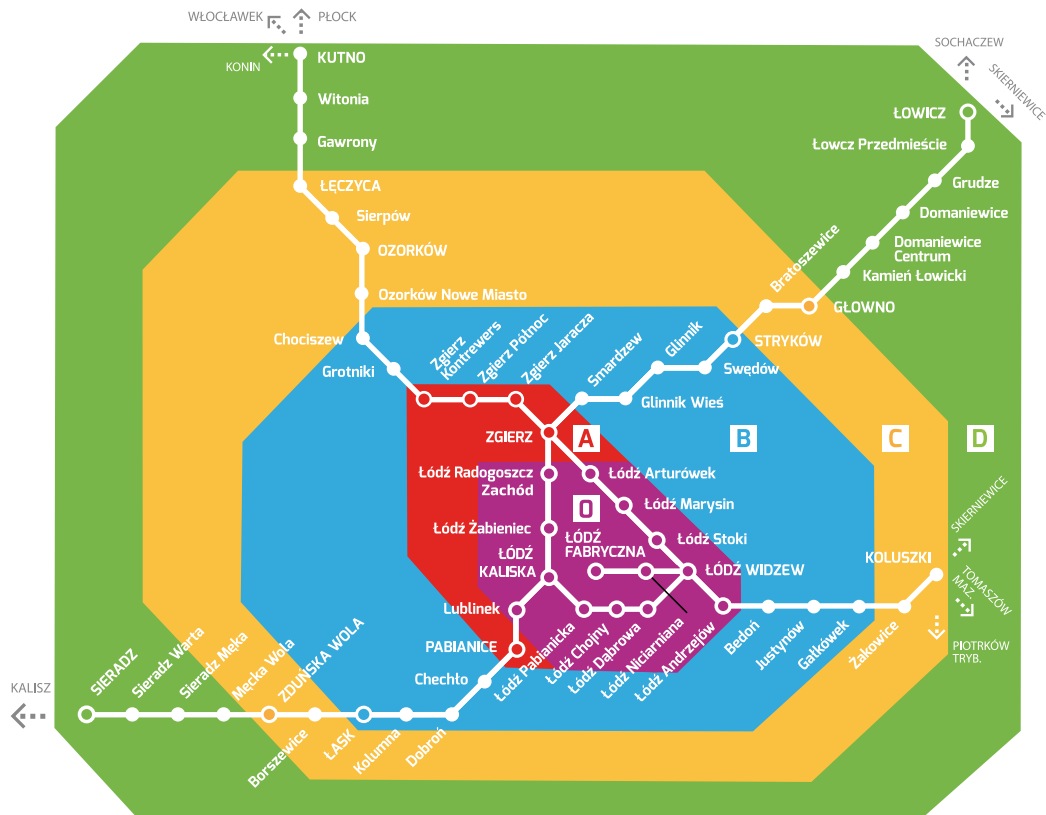 WŁOCŁAWEK
PŁOCK
KONIN
KUTNO
Witonia
Gawrony
ŁĘCZYCA
Sierpów
OZORKÓW
Ozorków Nowe Miasto
Chociszew
Grotniki
Zgierz
Kontrewers
Zgierz Północ
Zgierz Jaracza
ZGIERZ
SOCHACZEW
SKIERNIEWICE
ŁOWICZ
Łowcz Przedmieście
Grudze
Domaniewice
Domaniewice
Centrum
Kamień Łowicki
Bratoszewice
GŁOWNO
STRYKÓW
Swędów
Glinnik
Glinnik Wieś
Smardzew
A
B
C
D
O
Łódź Radogoszcz
Zachód
Łódź Arturówek
Łódź Marysin
Łódź Żabieniec
ŁÓDŹ
FABRYCZNA
Łódź Stoki
ŁÓDŹ
KALISKA
ŁÓDŹ WIDZEW
SKIERNIEWICE
KOLUSZKI
TOMASZÓW
MAZ.
PIOTRKÓW
TRYB.
Lublinek
PABIANICE
Chechło
Łódź Pabianicka
Łódź Chojny
Łódź Dąbrowa
Łódź Niciarniana
Łódź Andrzejów
Bedoń
Justynów
Gałkówek
Żakowice
KALISZ
SIERADZ
Sieradz Warta
Sieradz Męka
Męcka Wola
ZDUŃSKA WOLA
Borszewice
ŁASK
Kolumna
Dobroń